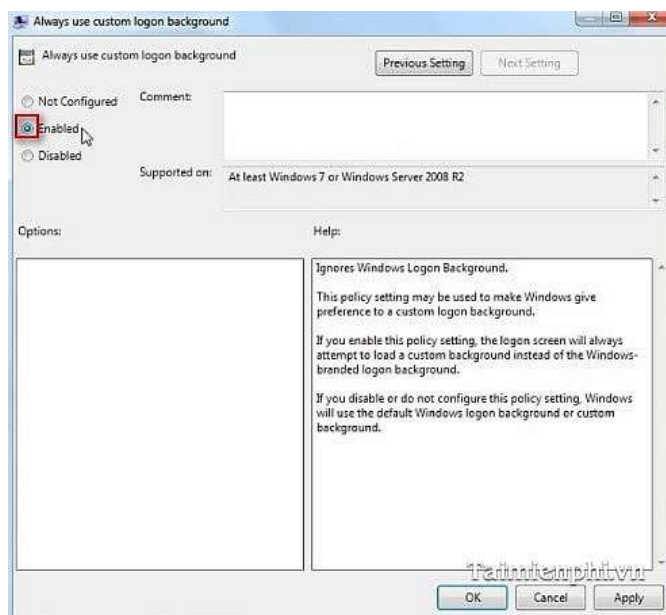 Always use custom logon background
Always use custom logon background
Previous Setting
Next Setting
Not Configured
Comment:
Enabled
Disabled
Supported on:
At least Windows 7 or Windows Server 2008 R2
Options:
Help:
Ignores Windows Logon Background.
This policy setting may be used to make Windows give
preference to a custom logon background.
If you enable this policy setting, the logon screen will always
attempt to load a custom background instead of the Windows-
branded logon background.
If you disable or do not configure this policy setting, Windows
will use the default Windows logon background or custom
background.
Taimienphi.vn
OK
Cancel
Apply